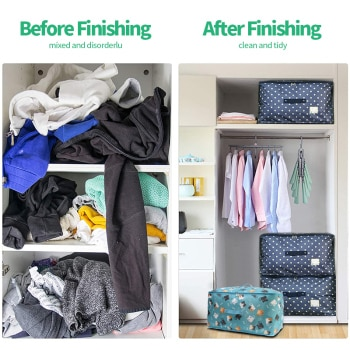 Before Finishing
mixed and disorderlu
After Finishing
clean and tidy